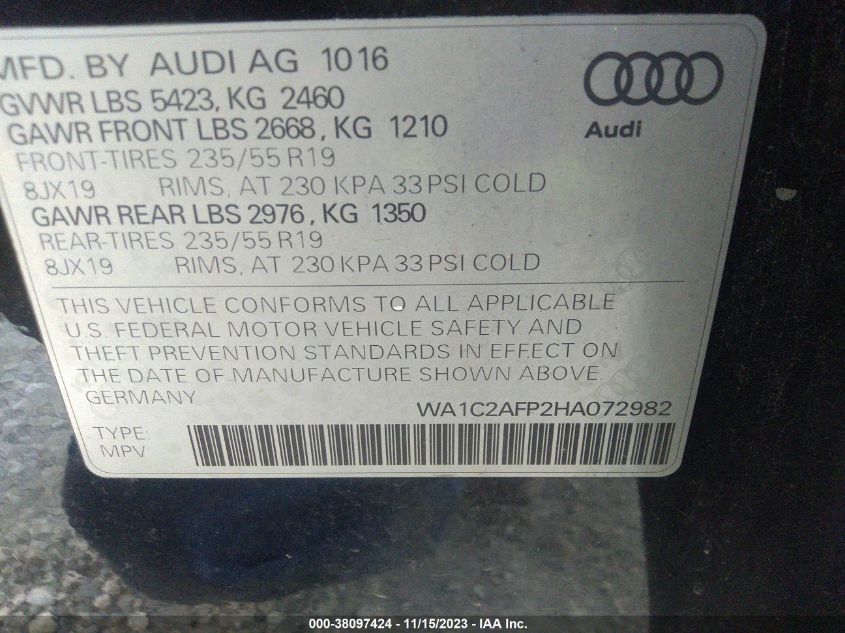 MFD. BY AUDI AG 1016
GVWR LBS 5423, KG 2460
GAWR FRONT LBS 2668, KG 1210
FRONT-TIRES 235/55 R19
8JX19 RIMS, AT 230 KPA 33 PSI COLD
GAWR REAR LBS 2976, KG 1350
REAR-TIRES 235/55 R19
8JX19 RIMS, AT 230 KPA 33 PSI COLD
Audi
THIS VEHICLE CONFORMS TO ALL APPLICABLE
U.S. FEDERAL MOTOR VEHICLE SAFETY AND
THEFT PREVENTION STANDARDS IN EFFECT ON
THE DATE OF MANUFACTURE SHOWN ABOVE.
GERMANY
WA1C2AFP2HA072982
TYPE:
MPV
000-38097424 - 11/15/2023 - IAA Inc.